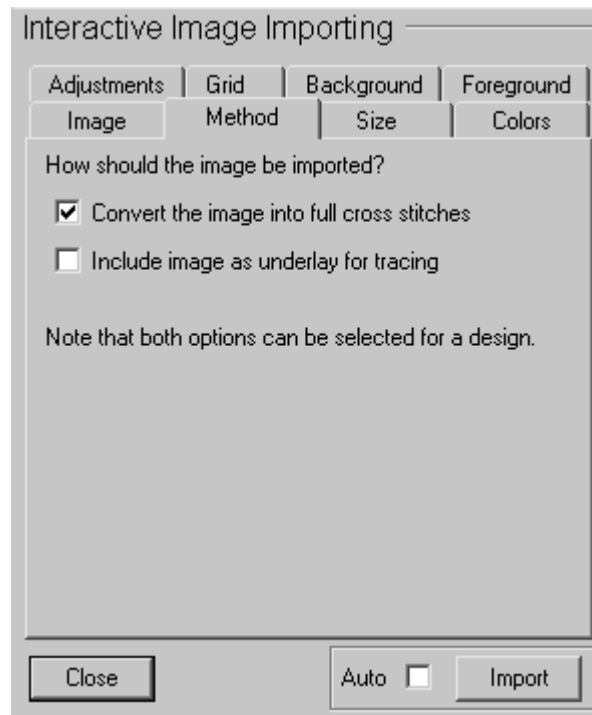 Interactive Image Importing
Adjustments Grid Background Foreground
Image Method Size Colors
How should the image be imported?
Convert the image into full cross stitches
Include image as underlay for tracing
Note that both options can be selected for a design.
Close Auto Import